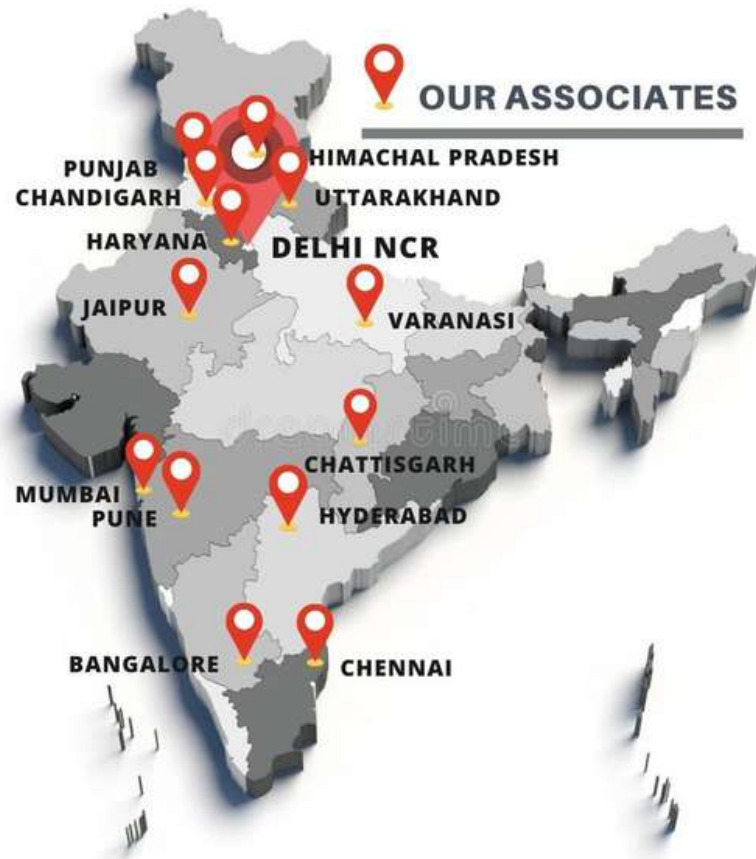 OUR ASSOCIATES
HIMACHAL PRADESH
PUNJAB
CHANDIGARH
UTTARAKHAND
HARYANA
DELHI NCR
JAIPUR
VARANASI
CHATTISGARH
MUMBAI
PUNE
HYDERABAD
BANGALORE
CHENNAI